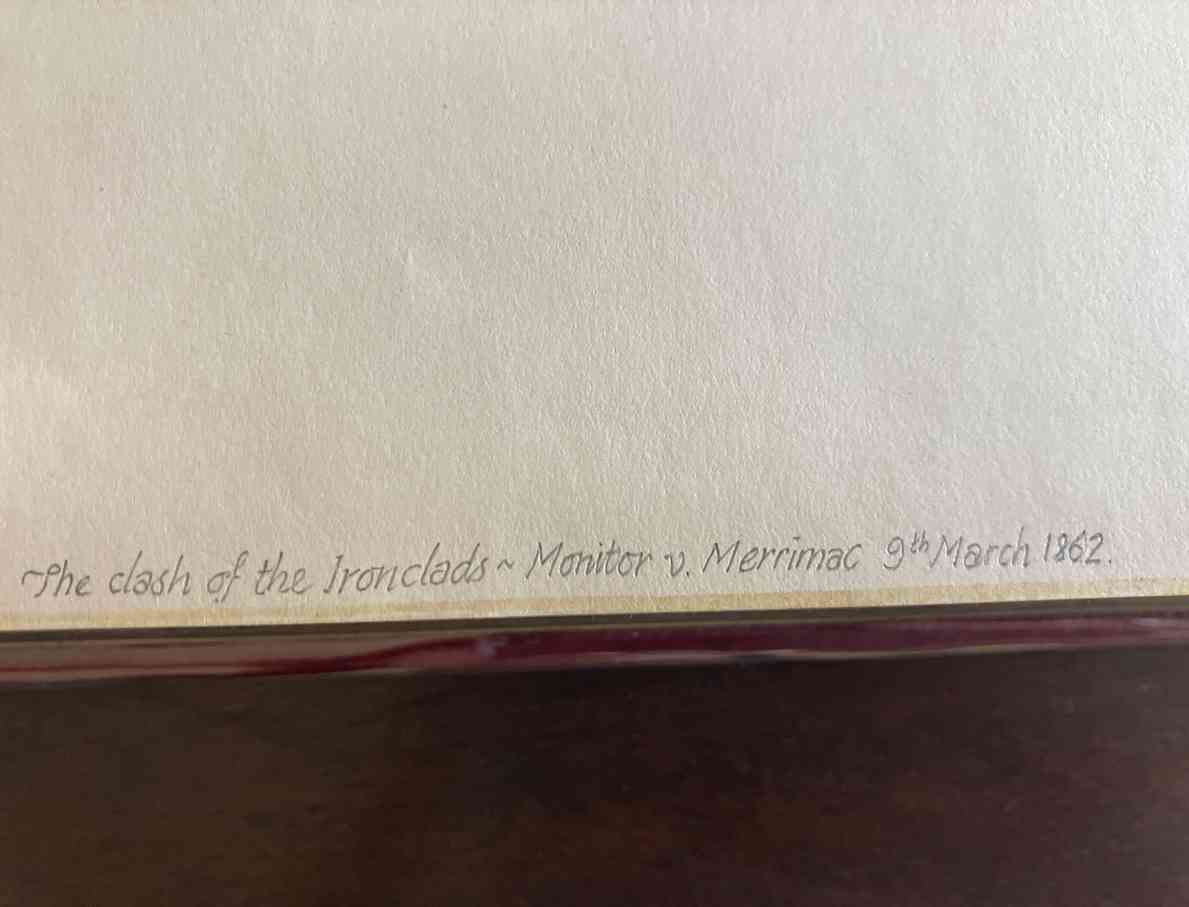 The clash of the Ironclads ~ Monitor v. Merrimac 9th March 1862.